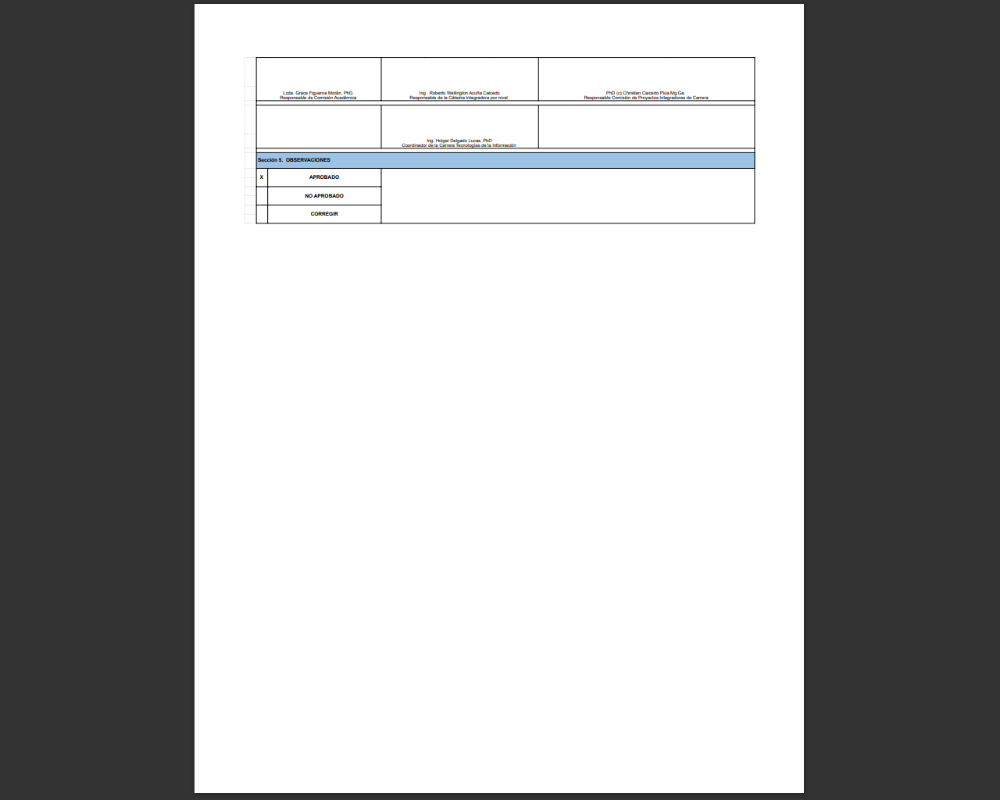 Lcda. Grace Figueroa Morán, PhD.
Responsable de Comisión Académica
Ing. Roberto Wellington Acuña Caicedo
Responsable de la Cátedra Integradora por nivel
PhD (c) Christian Caicedo Plúa Mg.Ge.
Responsable Comisión de Proyectos Integradores de Carrera
Ing. Holger Delgado Lucas, PhD
Coordinador de la Carrera Tecnologías de la Información
Sección 5. OBSERVACIONES
X APROBADO
NO APROBADO
CORREGIR